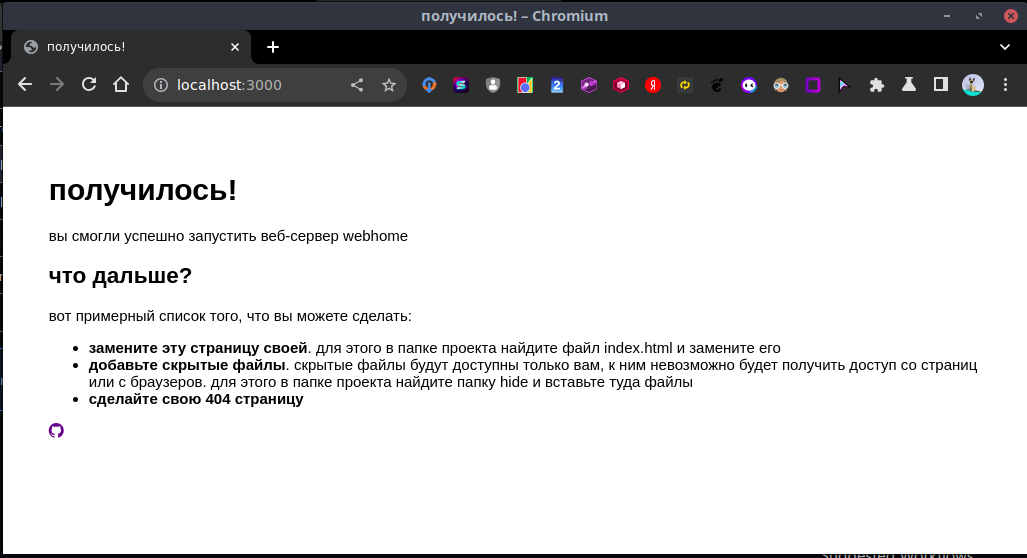 получилось! – Chromium
получилось!
localhost:3000
2
Я
получилось!
вы смогли успешно запустить веб-сервер webhome
что дальше?
вот примерный список того, что вы можете сделать:
замените эту страницу своей. для этого в папке проекта найдите файл index.html и замените его
добавьте скрытые файлы. скрытые файлы будут доступны только вам, к ним невозможно будет получить доступ со страниц
или с браузеров. для этого в папке проекта найдите папку hide и вставьте туда файлы
сделайте свою 404 страницу